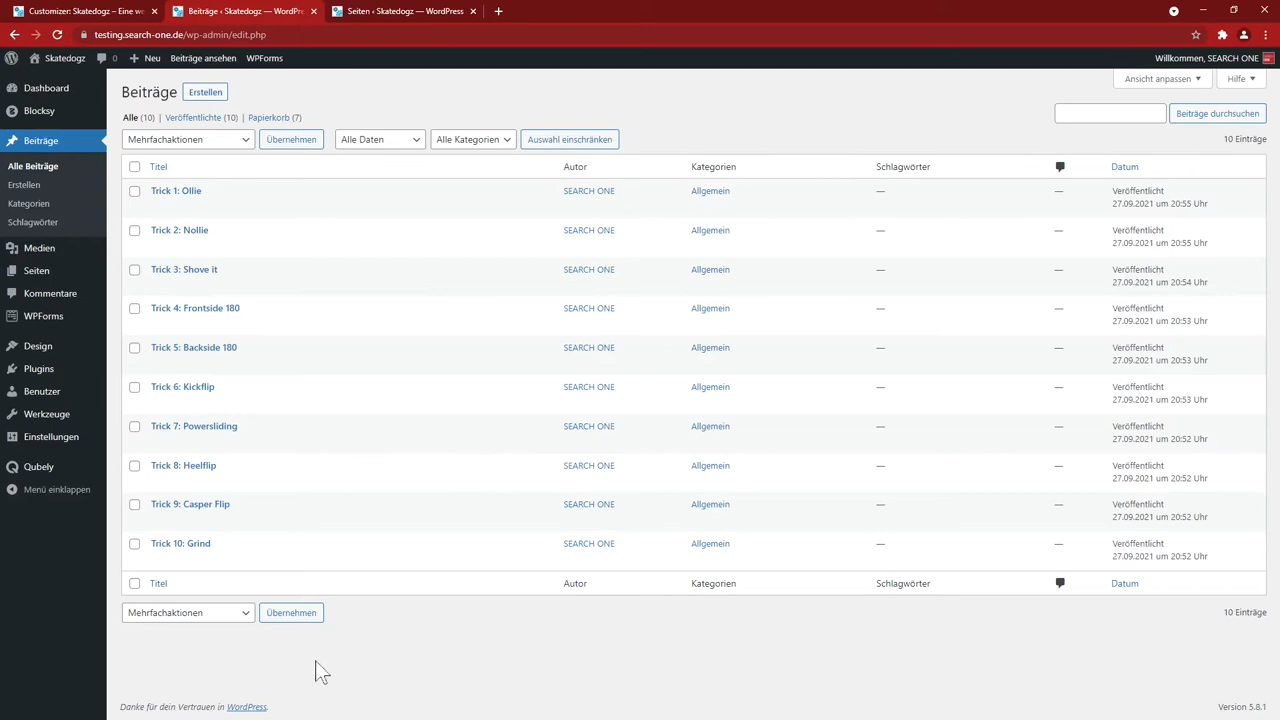 Customizer: Skatedogz – Eine we
Beiträge ‹ Skatedogz — WordPre
Seiten ‹ Skatedogz — WordPress
testing.search-one.de/wp-admin/edit.php
Skatedogz 0 Neu Beiträge ansehen WPForms Willkommen, SEARCH ONE
Dashboard
Blocksy
Beiträge
Alle Beiträge
Erstellen
Kategorien
Schlagwörter
Medien
Seiten
Kommentare
WPForms
Design
Plugins
Benutzer
Werkzeuge
Einstellungen
Qubely
Menü einklappen
Ansicht anpassen Hilfe
Beiträge Erstellen
Alle (10) | Veröffentlichte (10) | Papierkorb (7)
Beiträge durchsuchen
Mehrfachaktionen Übernehmen Alle Daten Alle Kategorien Auswahl einschränken 10 Einträge
Titel Autor Kategorien Schlagwörter Datum
Trick 1: Ollie SEARCH ONE Allgemein — — Veröffentlicht
27.09.2021 um 20:55 Uhr
Trick 2: Nollie SEARCH ONE Allgemein — — Veröffentlicht
27.09.2021 um 20:55 Uhr
Trick 3: Shove it SEARCH ONE Allgemein — — Veröffentlicht
27.09.2021 um 20:54 Uhr
Trick 4: Frontside 180 SEARCH ONE Allgemein — — Veröffentlicht
27.09.2021 um 20:53 Uhr
Trick 5: Backside 180 SEARCH ONE Allgemein — — Veröffentlicht
27.09.2021 um 20:53 Uhr
Trick 6: Kickflip SEARCH ONE Allgemein — — Veröffentlicht
27.09.2021 um 20:53 Uhr
Trick 7: Powersliding SEARCH ONE Allgemein — — Veröffentlicht
27.09.2021 um 20:52 Uhr
Trick 8: Heelflip SEARCH ONE Allgemein — — Veröffentlicht
27.09.2021 um 20:52 Uhr
Trick 9: Casper Flip SEARCH ONE Allgemein — — Veröffentlicht
27.09.2021 um 20:52 Uhr
Trick 10: Grind SEARCH ONE Allgemein — — Veröffentlicht
27.09.2021 um 20:52 Uhr
Titel Autor Kategorien Schlagwörter Datum
Mehrfachaktionen Übernehmen 10 Einträge
Danke für dein Vertrauen in WordPress. Version 5.8.1